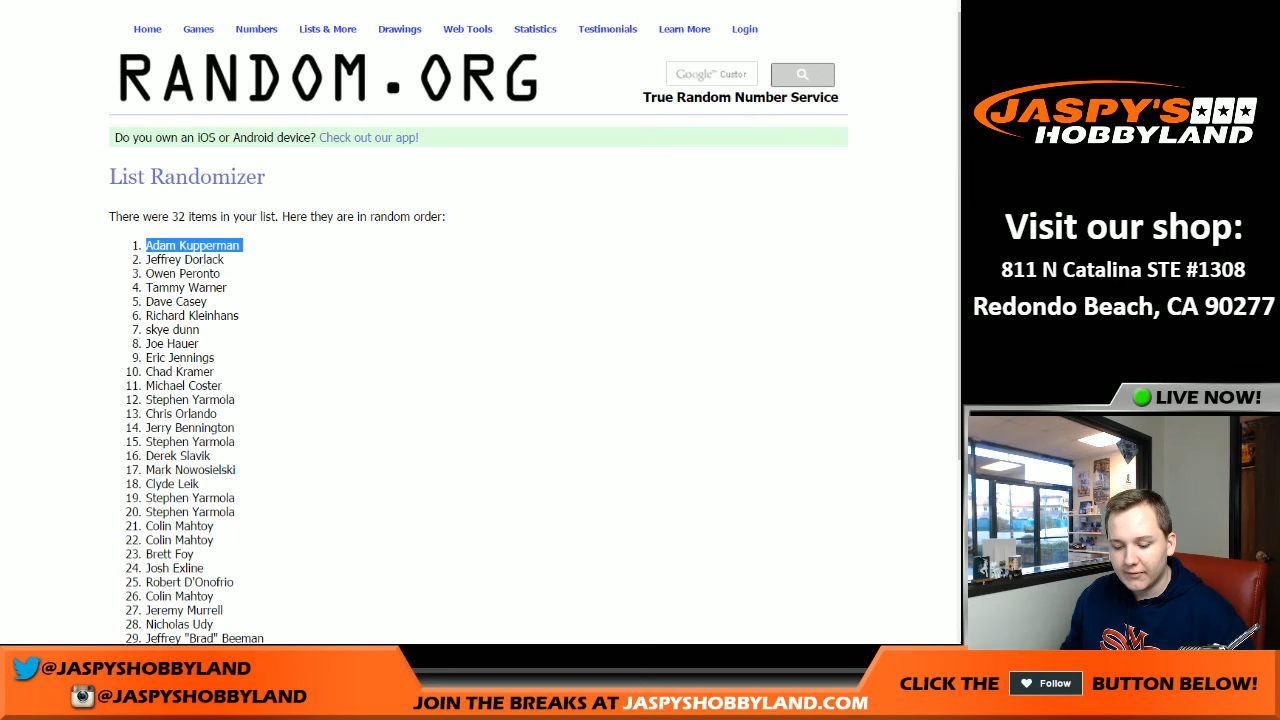 Home Games Numbers Lists & More Drawings Web Tools Statistics Testimonials Learn More Login
RANDOM.ORG
Google™ Custor
True Random Number Service
Do you own an iOS or Android device? Check out our app!
List Randomizer
There were 32 items in your list. Here they are in random order:
1. Adam Kupperman
2. Jeffrey Dorlack
3. Owen Peronto
4. Tammy Warner
5. Dave Casey
6. Richard Kleinhans
7. skye dunn
8. Joe Hauer
9. Eric Jennings
10. Chad Kramer
11. Michael Coster
12. Stephen Yarmola
13. Chris Orlando
14. Jerry Bennington
15. Stephen Yarmola
16. Derek Slavik
17. Mark Nowosielski
18. Clyde Leik
19. Stephen Yarmola
20. Stephen Yarmola
21. Colin Mahtoy
22. Colin Mahtoy
23. Brett Foy
24. Josh Exline
25. Robert D'Onofrio
26. Colin Mahtoy
27. Jeremy Murrell
28. Nicholas Udy
29. Jeffrey "Brad" Beeman
JASPY'S
HOBBYLAND
Visit our shop:
811 N Catalina STE #1308
Redondo Beach, CA 90277
LIVE NOW!
@JASPYSHOBBYLAND
@JASPYSHOBBYLAND
JOIN THE BREAKS AT JASPYSHOBBYLAND.COM
CLICK THE Follow BUTTON BELOW!